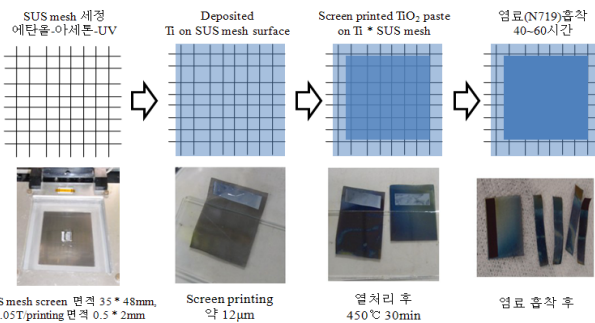 SUS mesh 세정
에탄올-아세톤-UV
Deposited
Ti on SUS mesh surface
Screen printed TiO₂ paste
on Ti * SUS mesh
염료(N719)흡착
40~60시간
mesh screen 면적 35 * 48mm,
.05T/printing 면적 0.5 * 2mm
Screen printing
약 12μm
열처리 후
450℃ 30min
염료 흡착 후